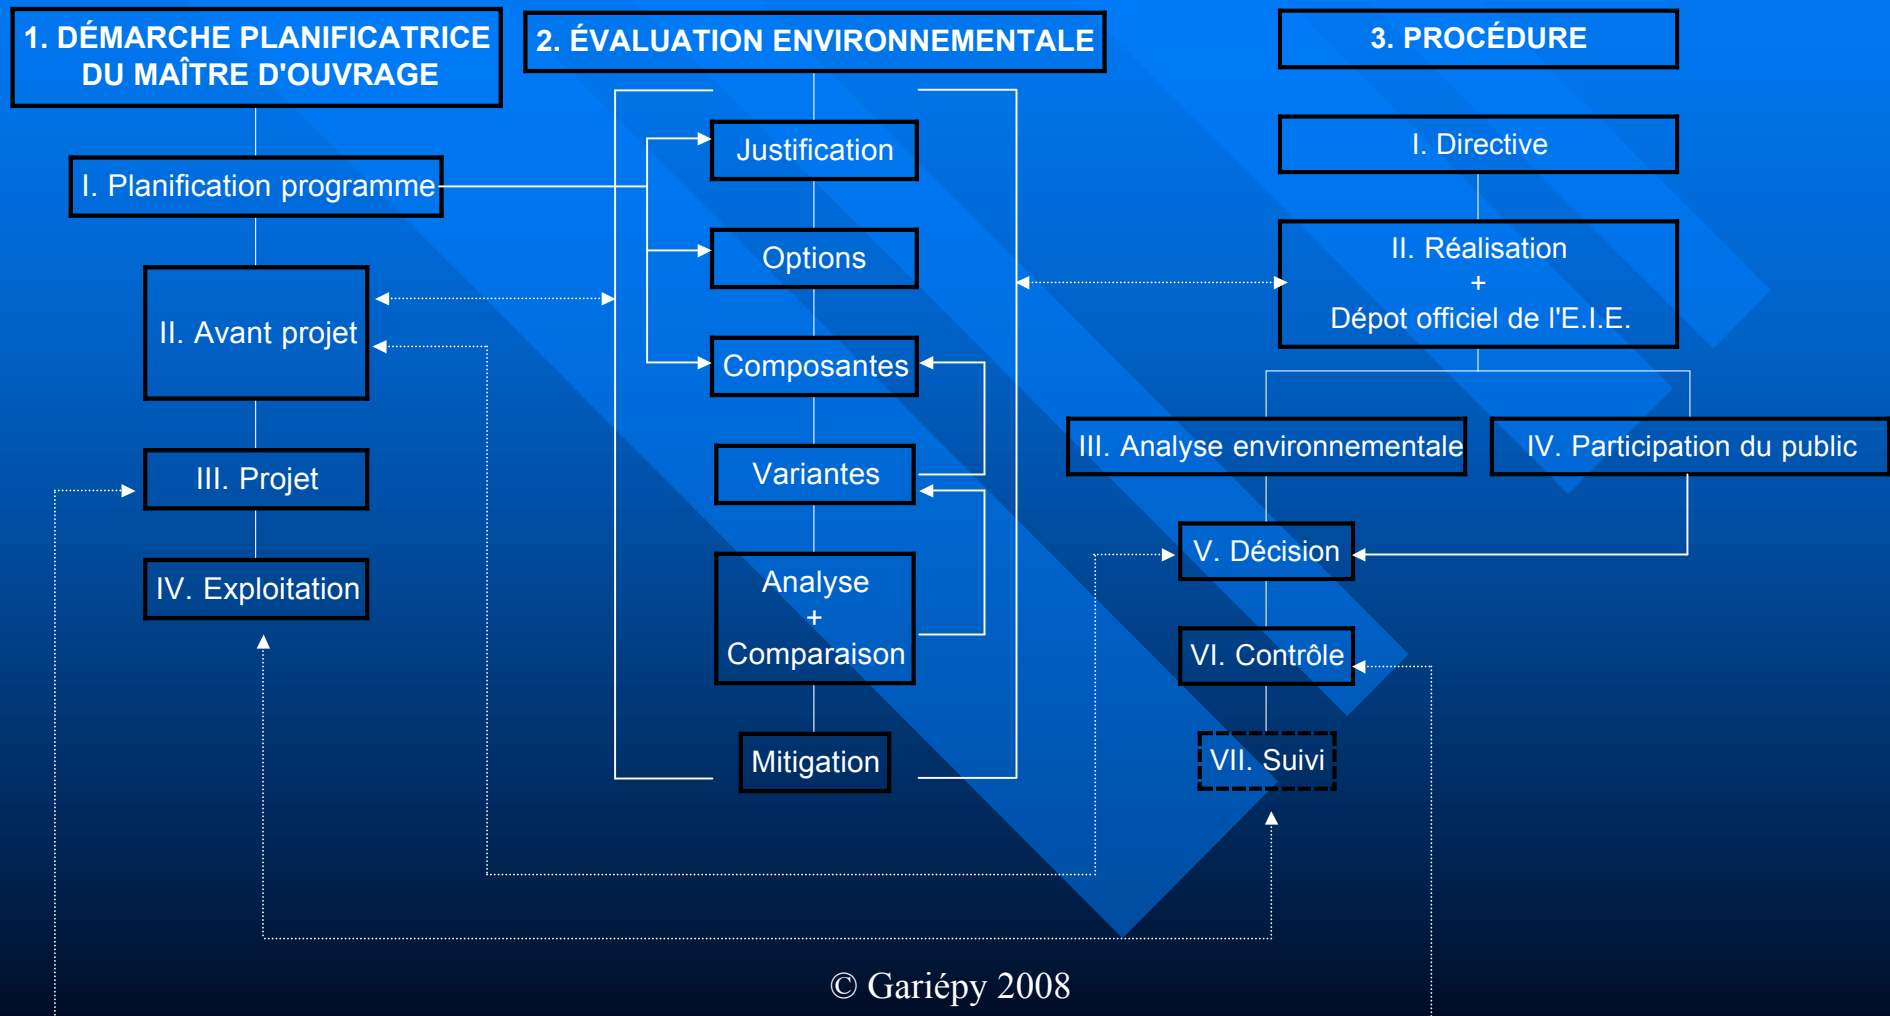 1. DÉMARCHE PLANIFICATRICE
DU MAÎTRE D'OUVRAGE
I. Planification programme
II. Avant projet
III. Projet
IV. Exploitation
2. ÉVALUATION ENVIRONNEMENTALE
Justification
Options
Composantes
Variantes
Analyse
+
Comparaison
Mitigation
3. PROCÉDURE
I. Directive
II. Réalisation
+
Dépot officiel de l'E.I.E.
III. Analyse environnementale
IV. Participation du public
V. Décision
VI. Contrôle
VII. Suivi
© Gariépy 2008